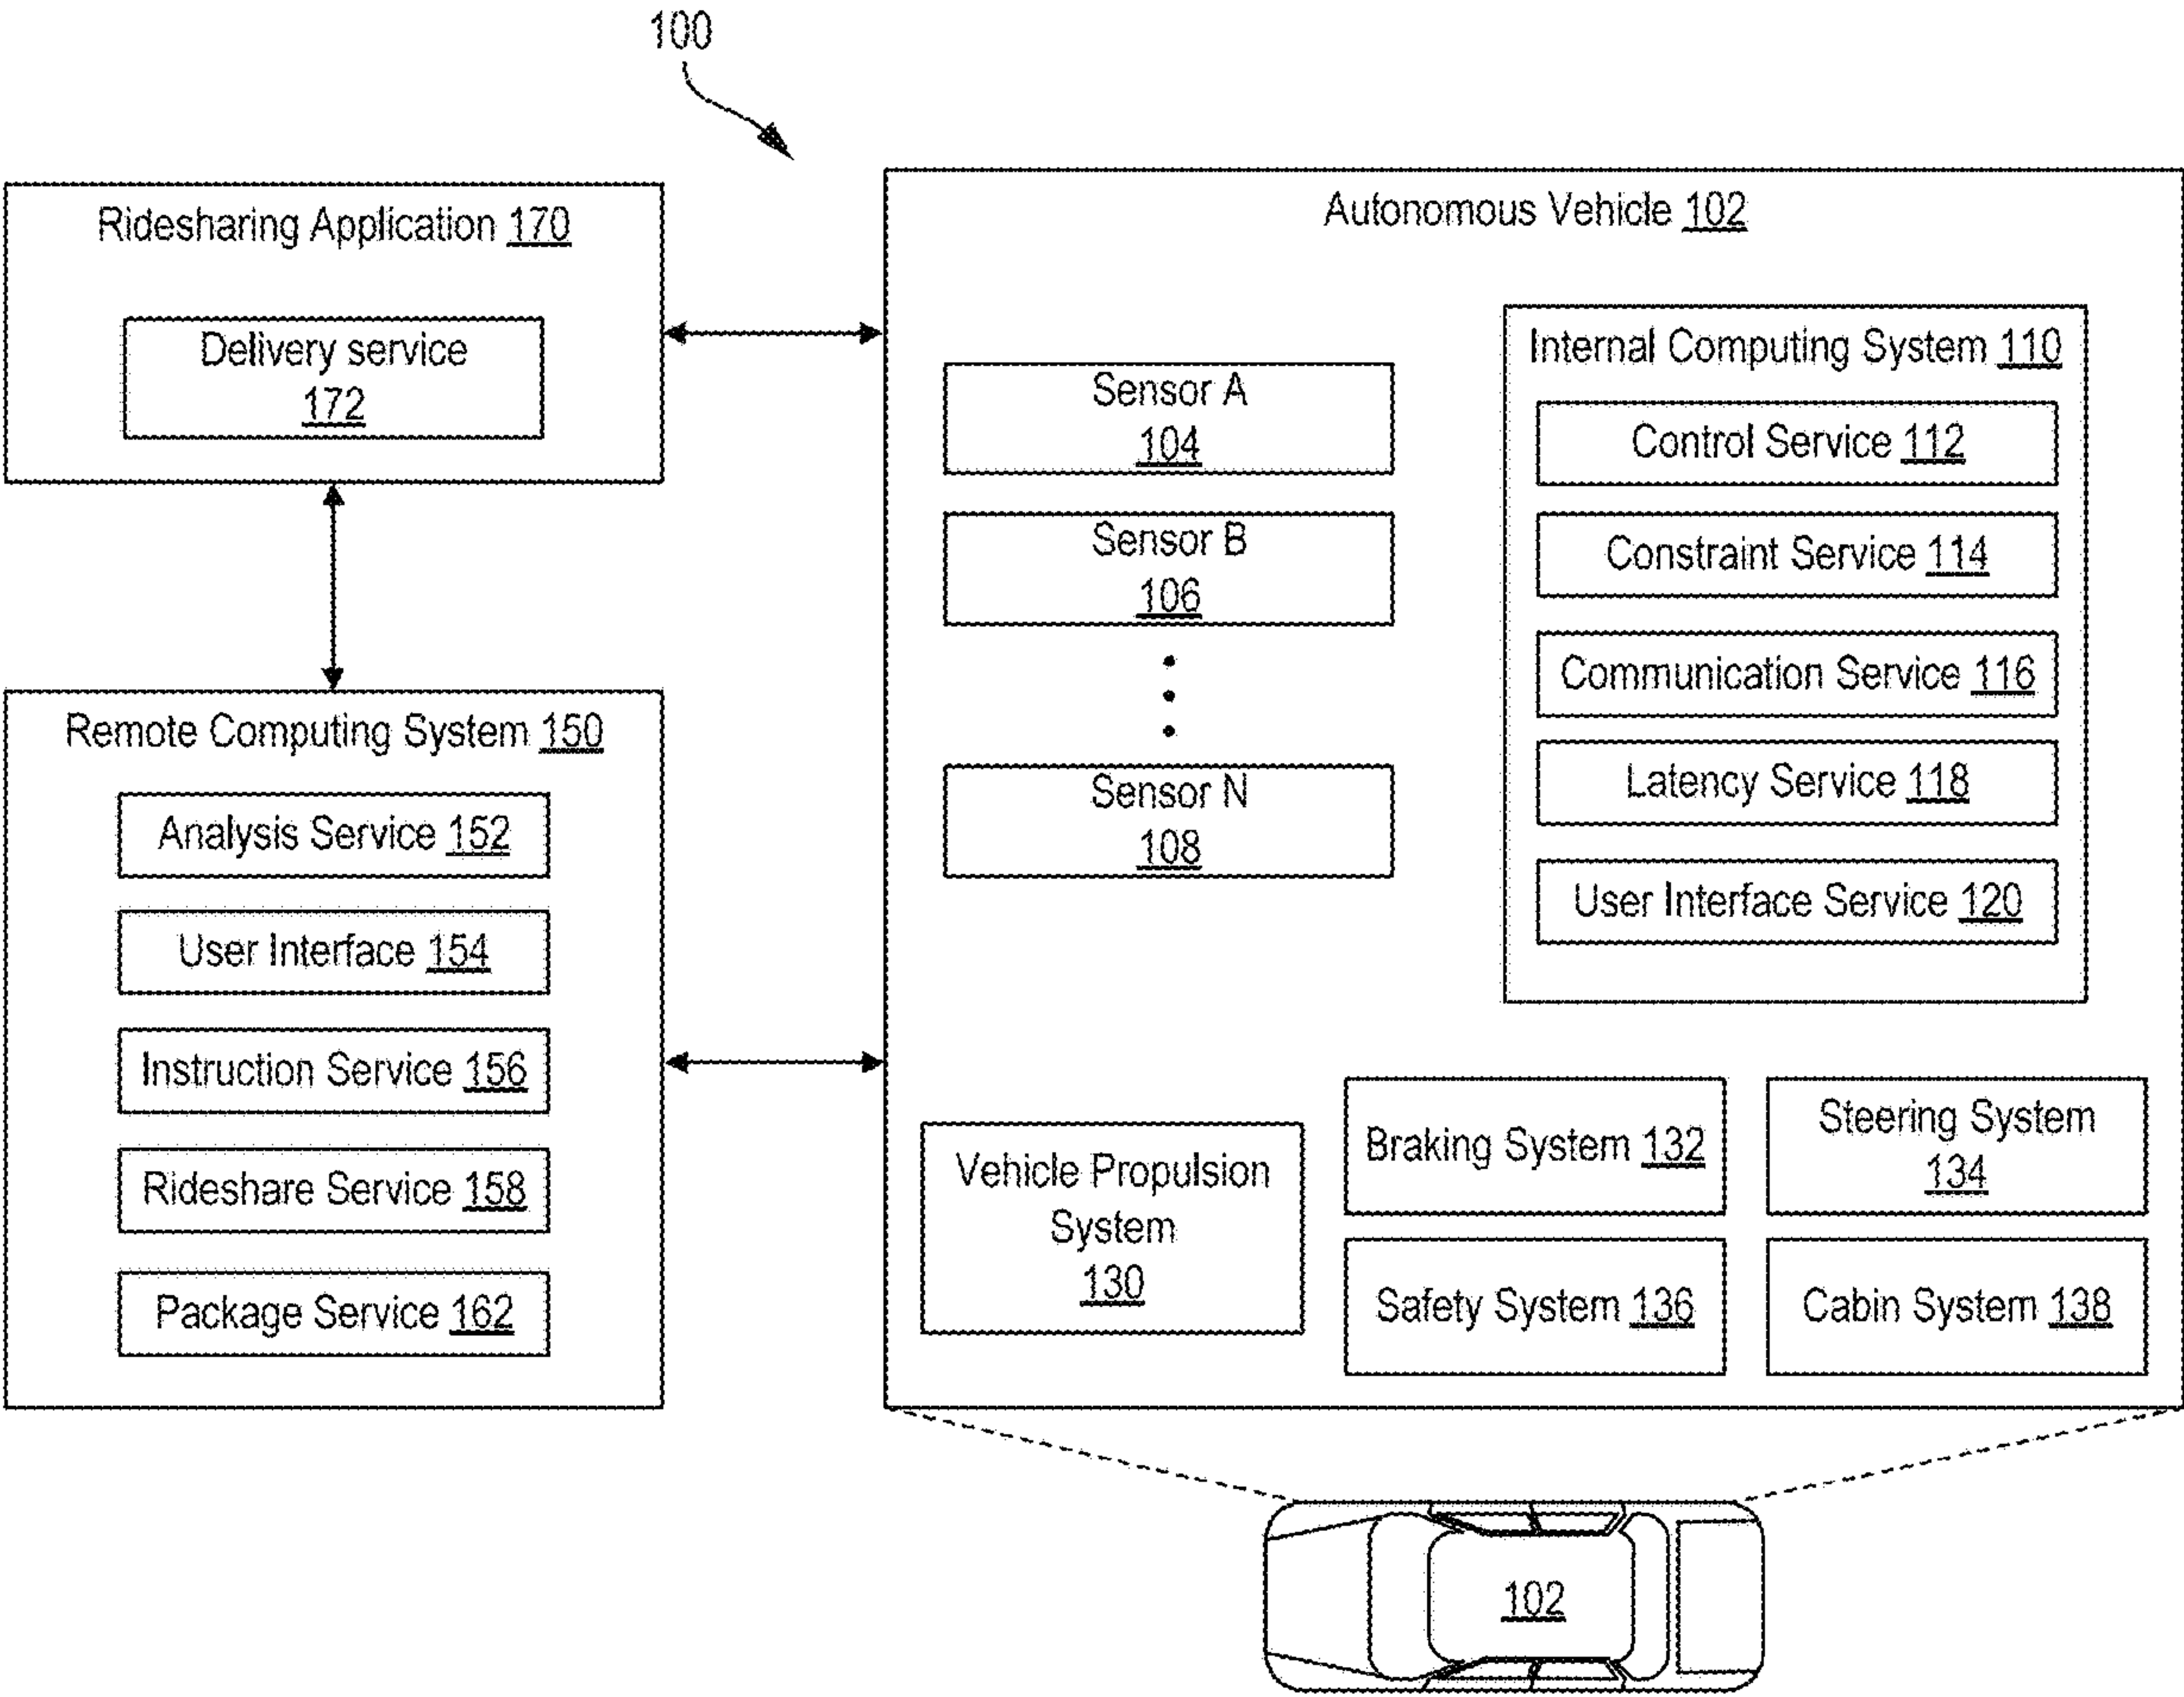 100
Ridesharing Application 170
Delivery service
172
Remote Computing System 150
Analysis Service 152
User Interface 154
Instruction Service 156
Rideshare Service 158
Package Service 162
Autonomous Vehicle 102
Sensor A
104
Sensor B
106
Sensor N
108
Internal Computing System 110
Control Service 112
Constraint Service 114
Communication Service 116
Latency Service 118
User Interface Service 120
Vehicle Propulsion
System
130
Braking System 132
Steering System
134
Safety System 136
Cabin System 138
102